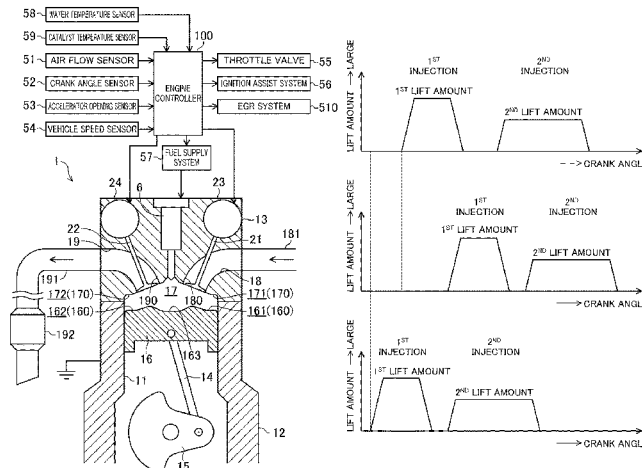 58 WATER TEMPERATURE SENSOR
59 CATALYST TEMPERATURE SENSOR
100
51 AIR FLOW SENSOR
52 CRANK ANGLE SENSOR
53 ACCELERATOR OPENING SENSOR
54 VEHICLE SPEED SENSOR
ENGINE
CONTROLLER
THROTTLE VALVE 55
IGNITION ASSIST SYSTEM 56
EGR SYSTEM 510
57 FUEL SUPPLY
SYSTEM
1
24 6 23
13
22 21
19 181
191 18
190 17 180
172(170) 171(170)
162(160) 161(160)
192 163
16
11 14
12
15
LARGE
LIFT AMOUNT
1ST
INJECTION
2ND
INJECTION
1ST LIFT AMOUNT
2ND LIFT AMOUNT
CRANK ANGLE
LARGE
LIFT AMOUNT
1ST
INJECTION
2ND
INJECTION
1ST LIFT AMOUNT
2ND LIFT AMOUNT
CRANK ANGL
LARGE
LIFT AMOUNT
1ST
INJECTION
2ND
INJECTION
1ST LIFT AMOUNT
2ND LIFT AMOUNT
CRANK ANGL